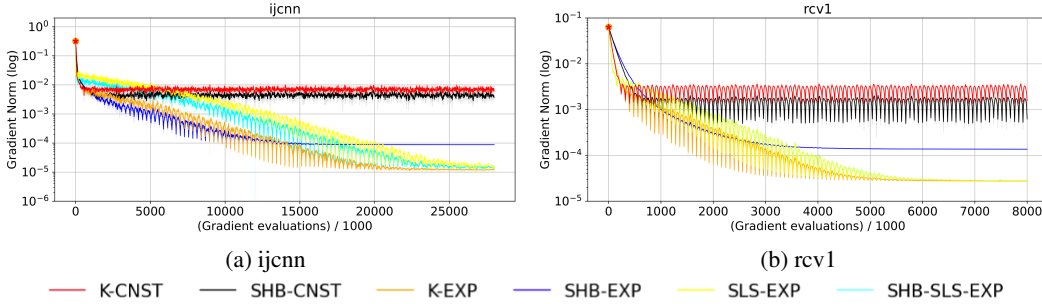 ijcnn
Gradient Norm (log)
10^0
10^-1
10^-2
10^-3
10^-4
10^-5
10^-6
0 5000 10000 15000 20000 25000
(Gradient evaluations) / 1000
(a) ijcnn
rcv1
Gradient Norm (log)
10^-1
10^-2
10^-3
10^-4
10^-5
0 1000 2000 3000 4000 5000 6000 7000 8000
(Gradient evaluations) / 1000
(b) rcv1
K-CNST SHB-CNST K-EXP SHB-EXP SLS-EXP SHB-SLS-EXP